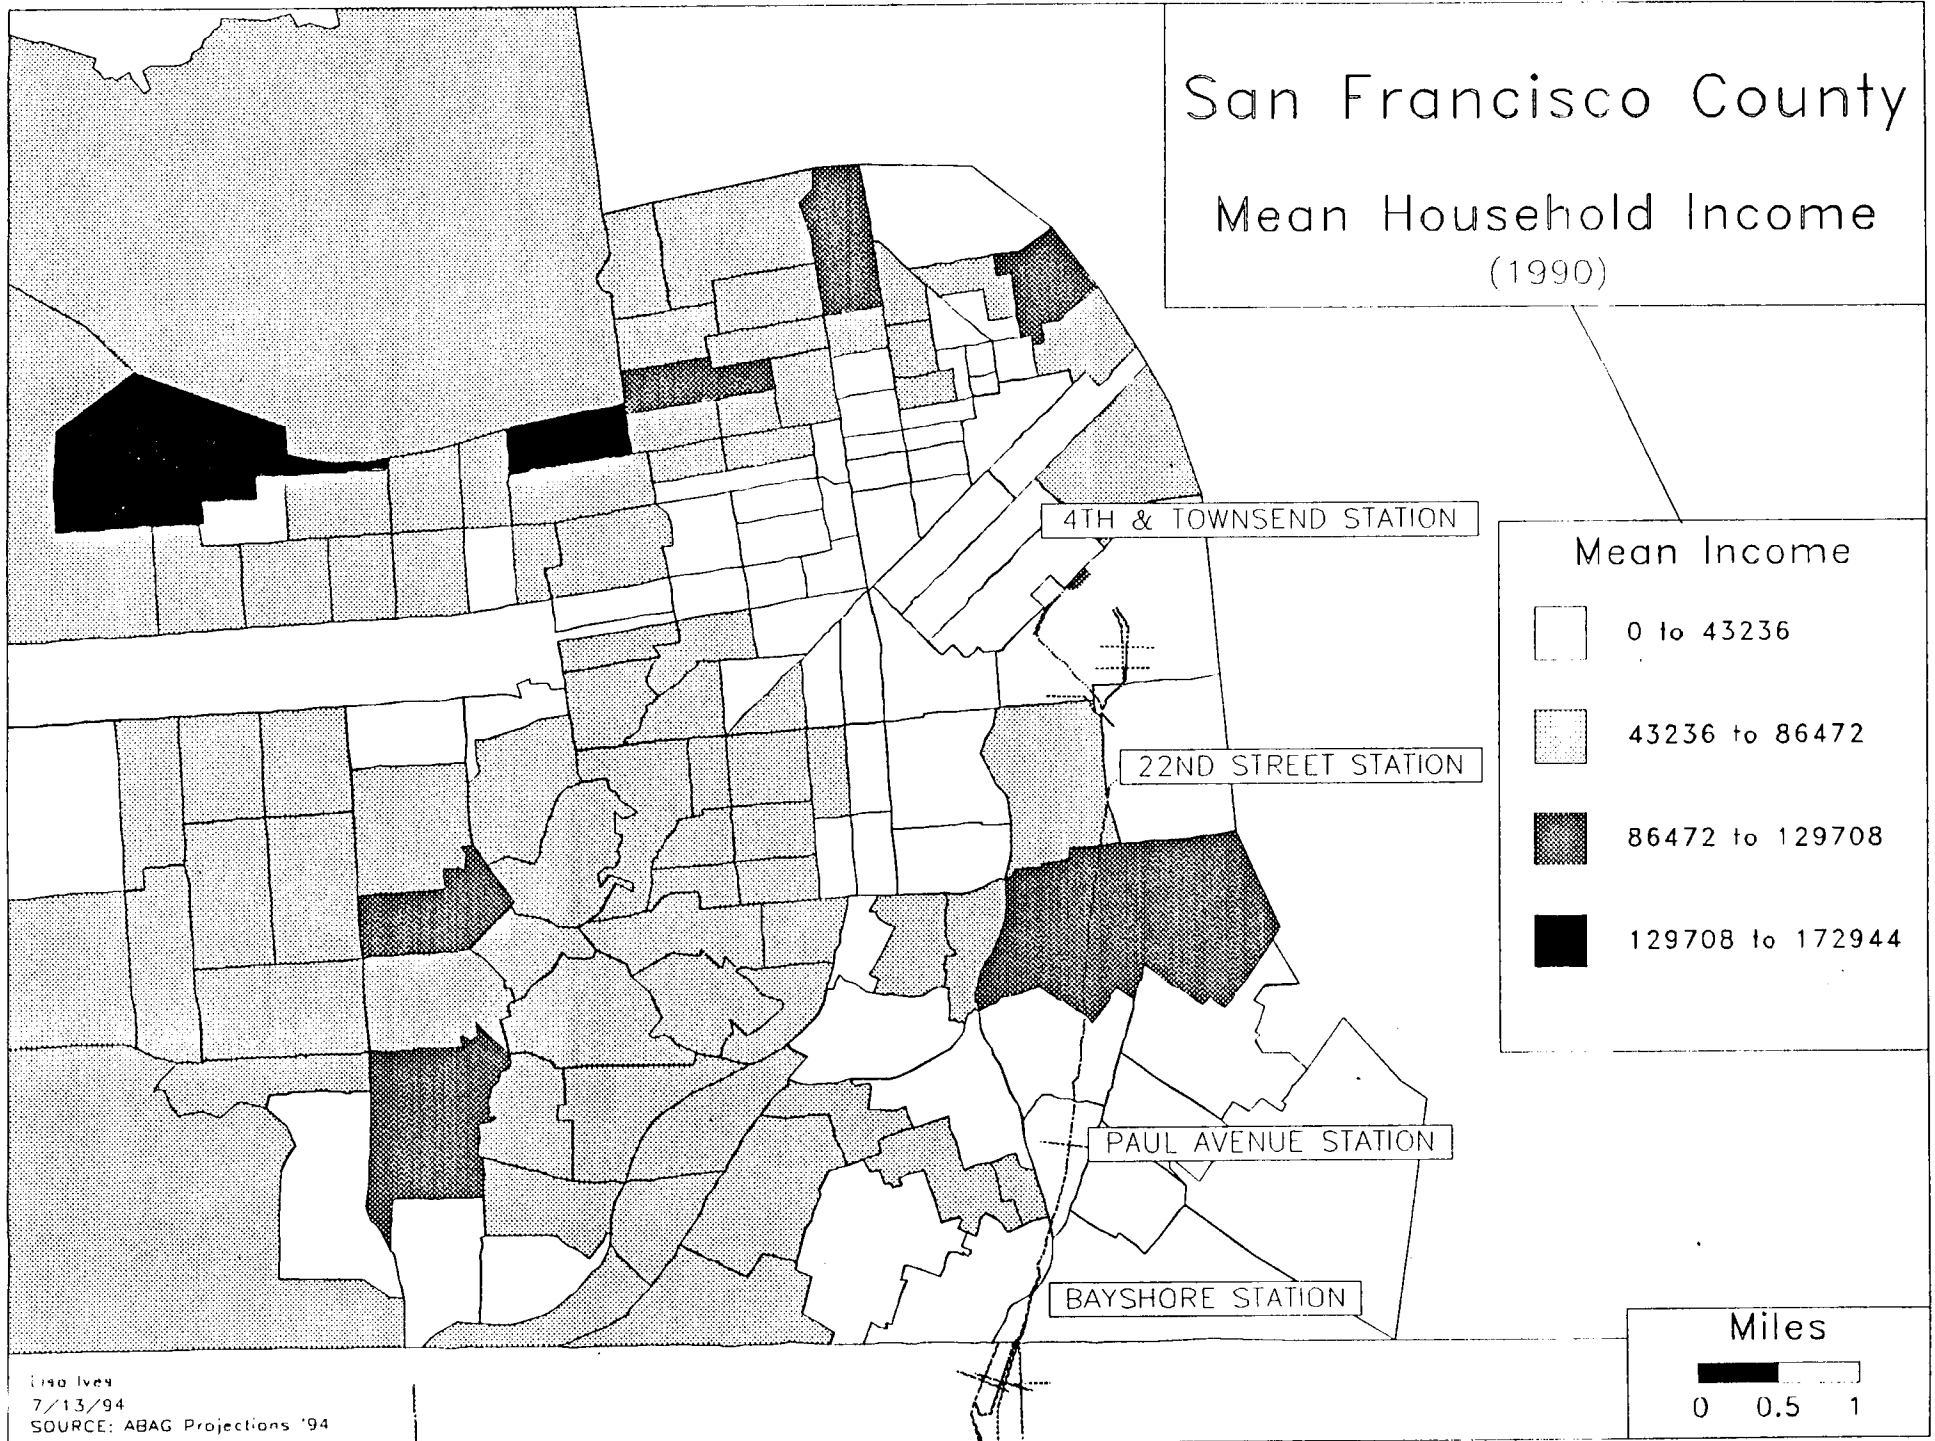 San Francisco County
Mean Household Income
(1990)
4TH & TOWNSEND STATION
Mean Income
0 to 43236
43236 to 86472
22ND STREET STATION
86472 to 129708
129708 to 172944
PAUL AVENUE STATION
BAYSHORE STATION
Miles
0 0.5 1
Lisa Ivey
7/13/94
SOURCE: ABAG Projections '94